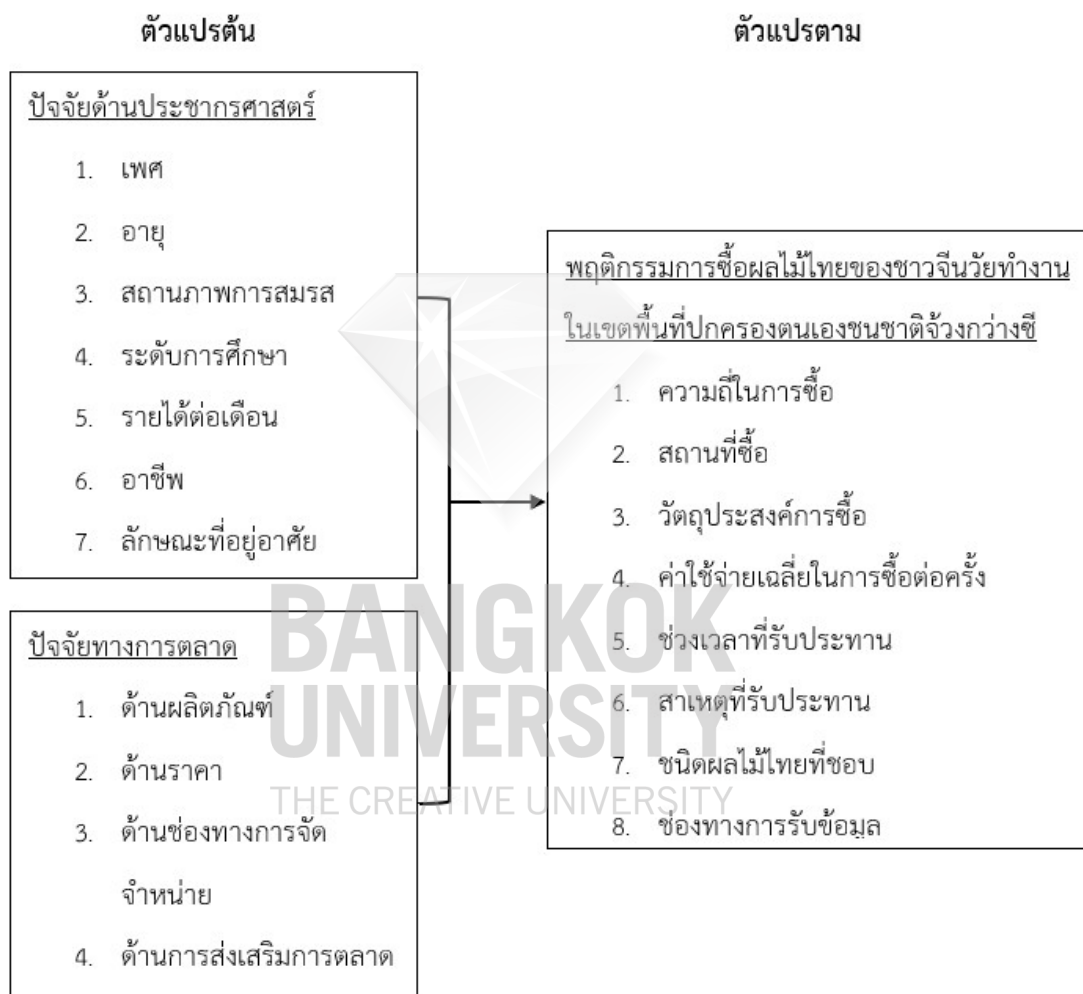 ตัวแปรต้น
ตัวแปรตาม
ปัจจัยด้านประชากรศาสตร์
1. เพศ
2. อายุ
3. สถานภาพการสมรส
4. ระดับการศึกษา
5. รายได้ต่อเดือน
6. อาชีพ
7. ลักษณะที่อยู่อาศัย
ปัจจัยทางการตลาด
1. ด้านผลิตภัณฑ์
2. ด้านราคา
3. ด้านช่องทางการจัด
จำหน่าย
4. ด้านการส่งเสริมการตลาด
พฤติกรรมการซื้อผลไม้ไทยของชาวจีนวัยทำงาน
ในเขตพื้นที่ปกครองตนเองชนชาติจ้วงกว่างซี
1. ความถี่ในการซื้อ
2. สถานที่ซื้อ
3. วัตถุประสงค์การซื้อ
4. ค่าใช้จ่ายเฉลี่ยในการซื้อต่อครั้ง
5. ช่วงเวลาที่รับประทาน
6. สาเหตุที่รับประทาน
7. ชนิดผลไม้ไทยที่ชอบ
8. ช่องทางการรับข้อมูล
BANGKOK
UNIVERSITY
THE CREATIVE UNIVERSITY